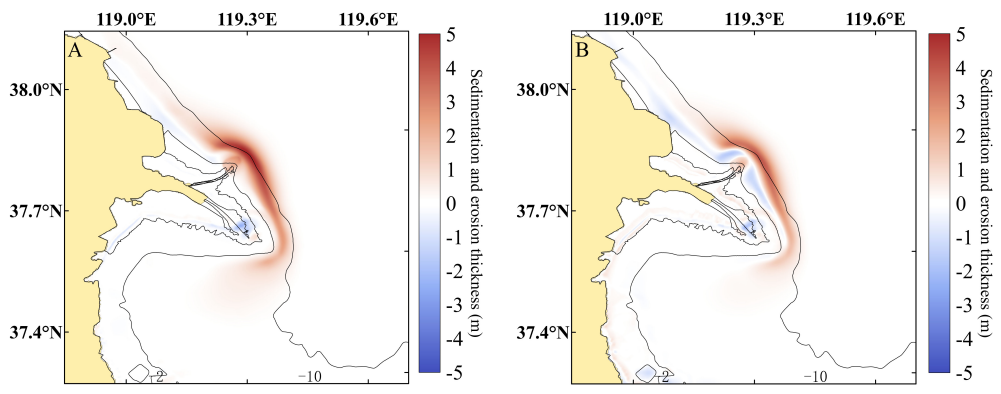 119.0°E 119.3°E 119.6°E
A
38.0°N
37.7°N
37.4°N
-2
-10
5
4
3
2
1
0
-1
-2
-3
-4
-5
Sedimentation and erosion thickness (m)
119.0°E 119.3°E 119.6°E
B
38.0°N
37.7°N
37.4°N
-2
-10
5
4
3
2
1
0
-1
-2
-3
-4
-5
Sedimentation and erosion thickness (m)